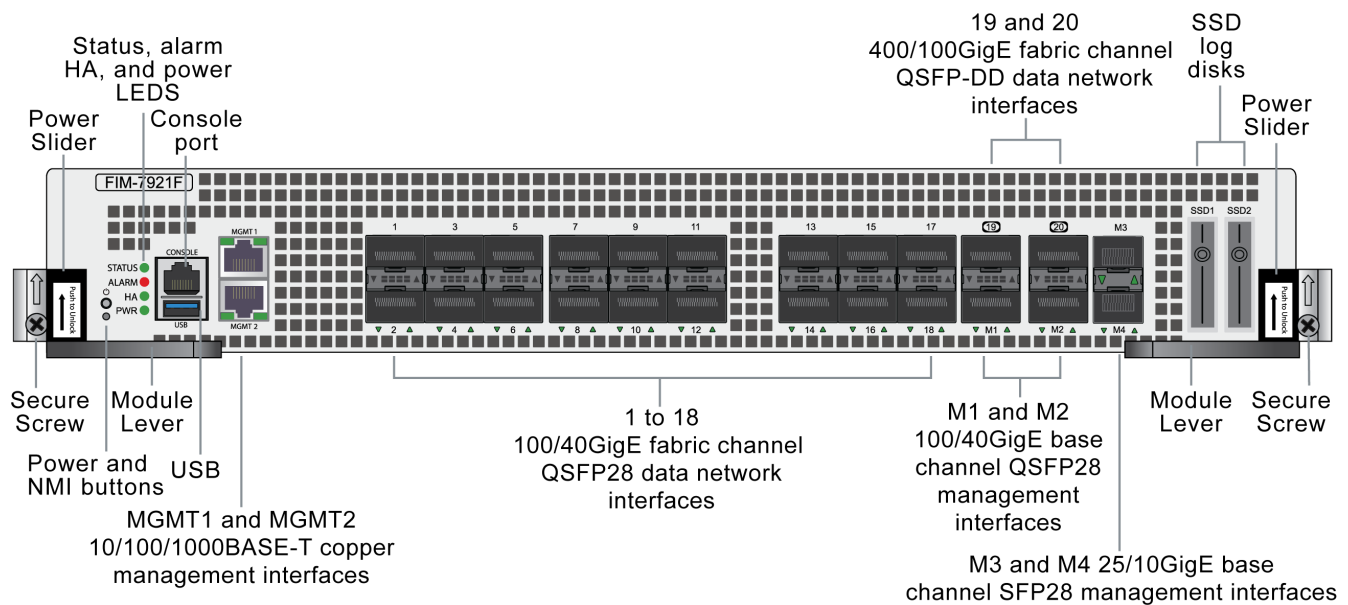 19 and 20
400/100GigE fabric channel
QSFP-DD data network
interfaces
SSD
log
disks
Status, alarm
HA, and power
LEDS
Power
Slider
Console
port
Power
Slider
FIM-7921F
MGMT 1
1 3 5 7 9 11 13 15 17 19 20 M3
SSD1 SSD2
CONSOLE
STATUS
ALARM
HA
PWR
USB
MGMT 2
2 4 6 8 10 12 14 16 18 M1 M2 M4
Push to Unlock
Push to Unlock
Secure
Screw
Module
Lever
Power and
NMI buttons
USB
MGMT1 and MGMT2
10/100/1000BASE-T copper
management interfaces
1 to 18
100/40GigE fabric channel
QSFP28 data network
interfaces
M1 and M2
100/40GigE base
channel QSFP28
management
interfaces
M3 and M4 25/10GigE base
channel SFP28 management interfaces
Module
Lever
Secure
Screw